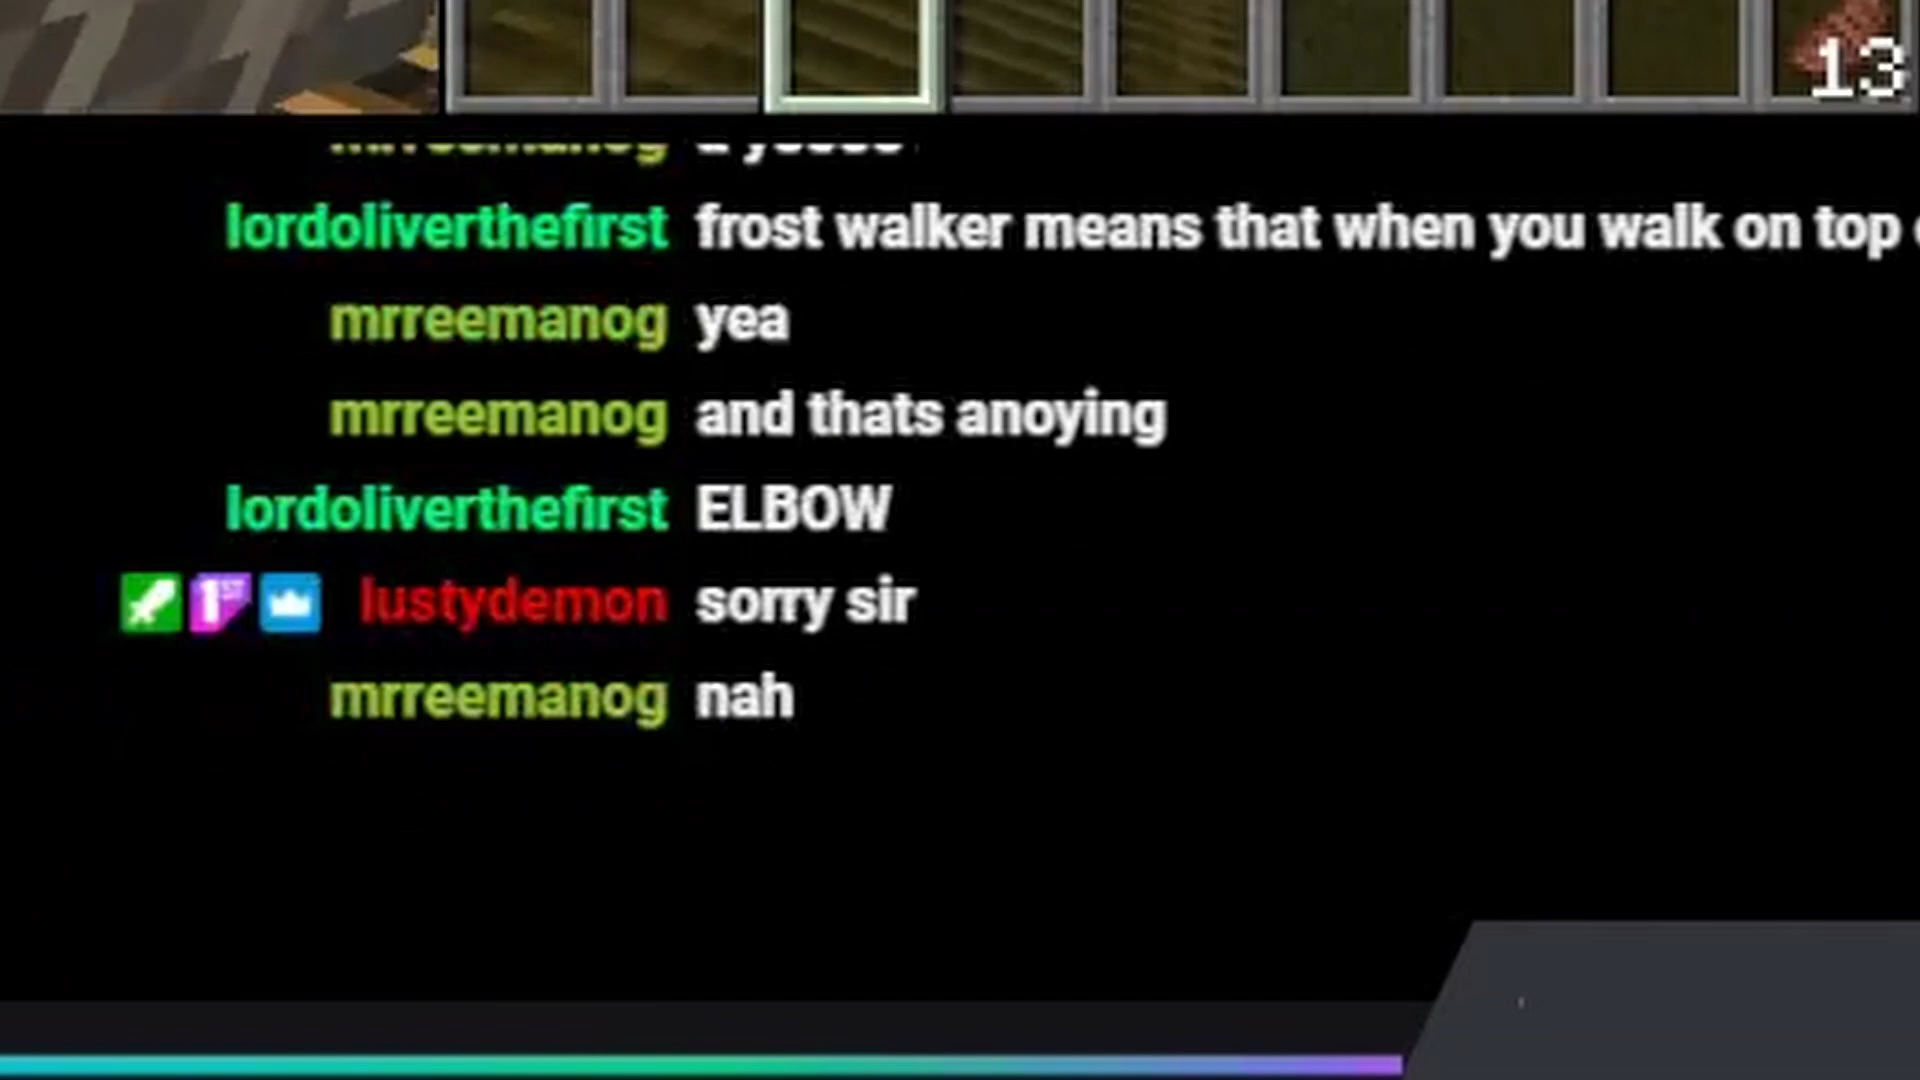 13
lordoliverthefirst frost walker means that when you walk on top
mrreemanog yea
mrreemanog and thats anoying
lordoliverthefirst ELBOW
1ST lustydemon sorry sir
mrreemanog nah